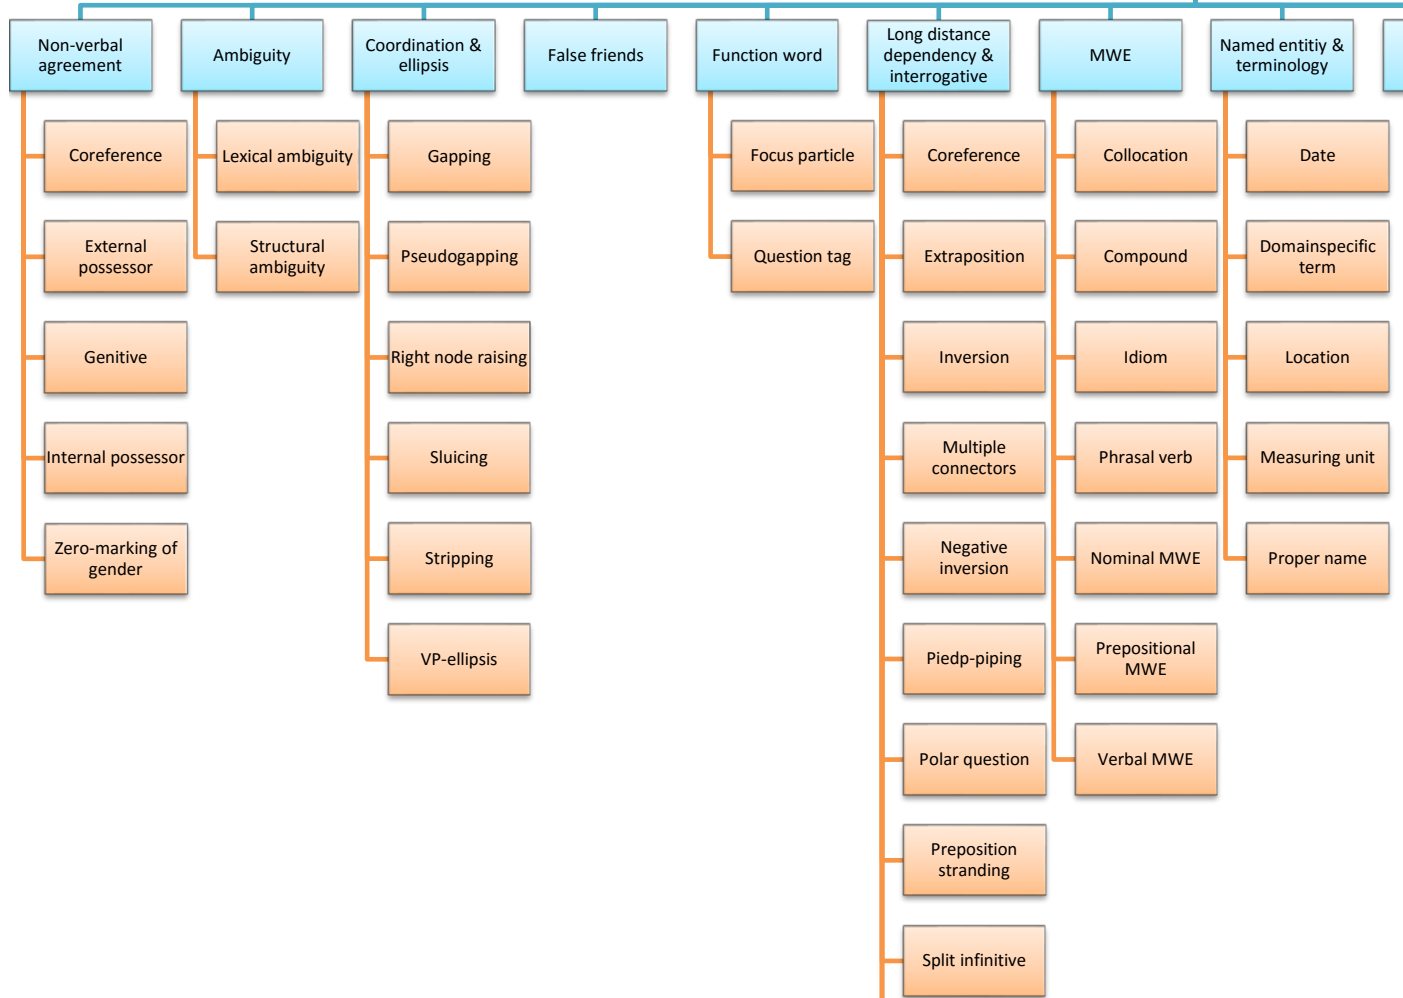 Non-verbal
agreement
Ambiguity
Coordination &
ellipsis
False friends
Function word
Long distance
dependency &
interrogative
MWE
Named entitiy &
terminology
Coreference
External
possessor
Genitive
Internal possessor
Zero-marking of
gender
Lexical ambiguity
Structural
ambiguity
Gapping
Pseudogapping
Right node raising
Sluicing
Stripping
VP-ellipsis
Focus particle
Question tag
Coreference
Extraposition
Inversion
Multiple
connectors
Negative
inversion
Piedp-piping
Polar question
Preposition
stranding
Split infinitive
Collocation
Compound
Idiom
Phrasal verb
Nominal MWE
Prepositional
MWE
Verbal MWE
Date
Domainspecific
term
Location
Measuring unit
Proper name